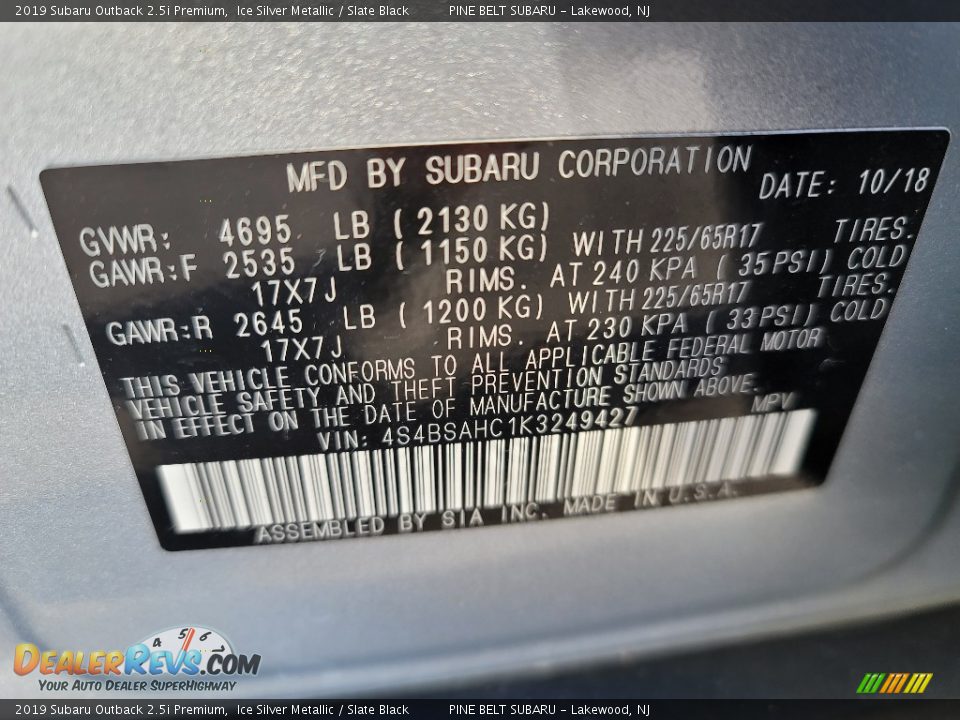 2019 Subaru Outback 2.5i Premium, Ice Silver Metallic / Slate Black PINE BELT SUBARU - Lakewood, NJ
MFD BY SUBARU CORPORATION
DATE: 10/18
GVWR: 4695 LB ( 2130 KG)
GAWR:F 2535 LB ( 1150 KG) WITH 225/65R17 TIRES.
17X7J RIMS. AT 240 KPA ( 35PSI) COLD
GAWR:R 2645 LB ( 1200 KG) WITH 225/65R17 TIRES.
17X7J RIMS. AT 230 KPA ( 33PSI) COLD
THIS VEHICLE CONFORMS TO ALL APPLICABLE FEDERAL MOTOR
VEHICLE SAFETY AND THEFT PREVENTION STANDARDS
IN EFFECT ON THE DATE OF MANUFACTURE SHOWN ABOVE.
VIN: 4S4BSAHC1K3249427 MPV
ASSEMBLED BY SIA INC. MADE IN U.S.A.
4 5 6
DEALERREVS.COM
YOUR AUTO DEALER SUPERHIGHWAY
2019 Subaru Outback 2.5i Premium, Ice Silver Metallic / Slate Black PINE BELT SUBARU - Lakewood, NJ